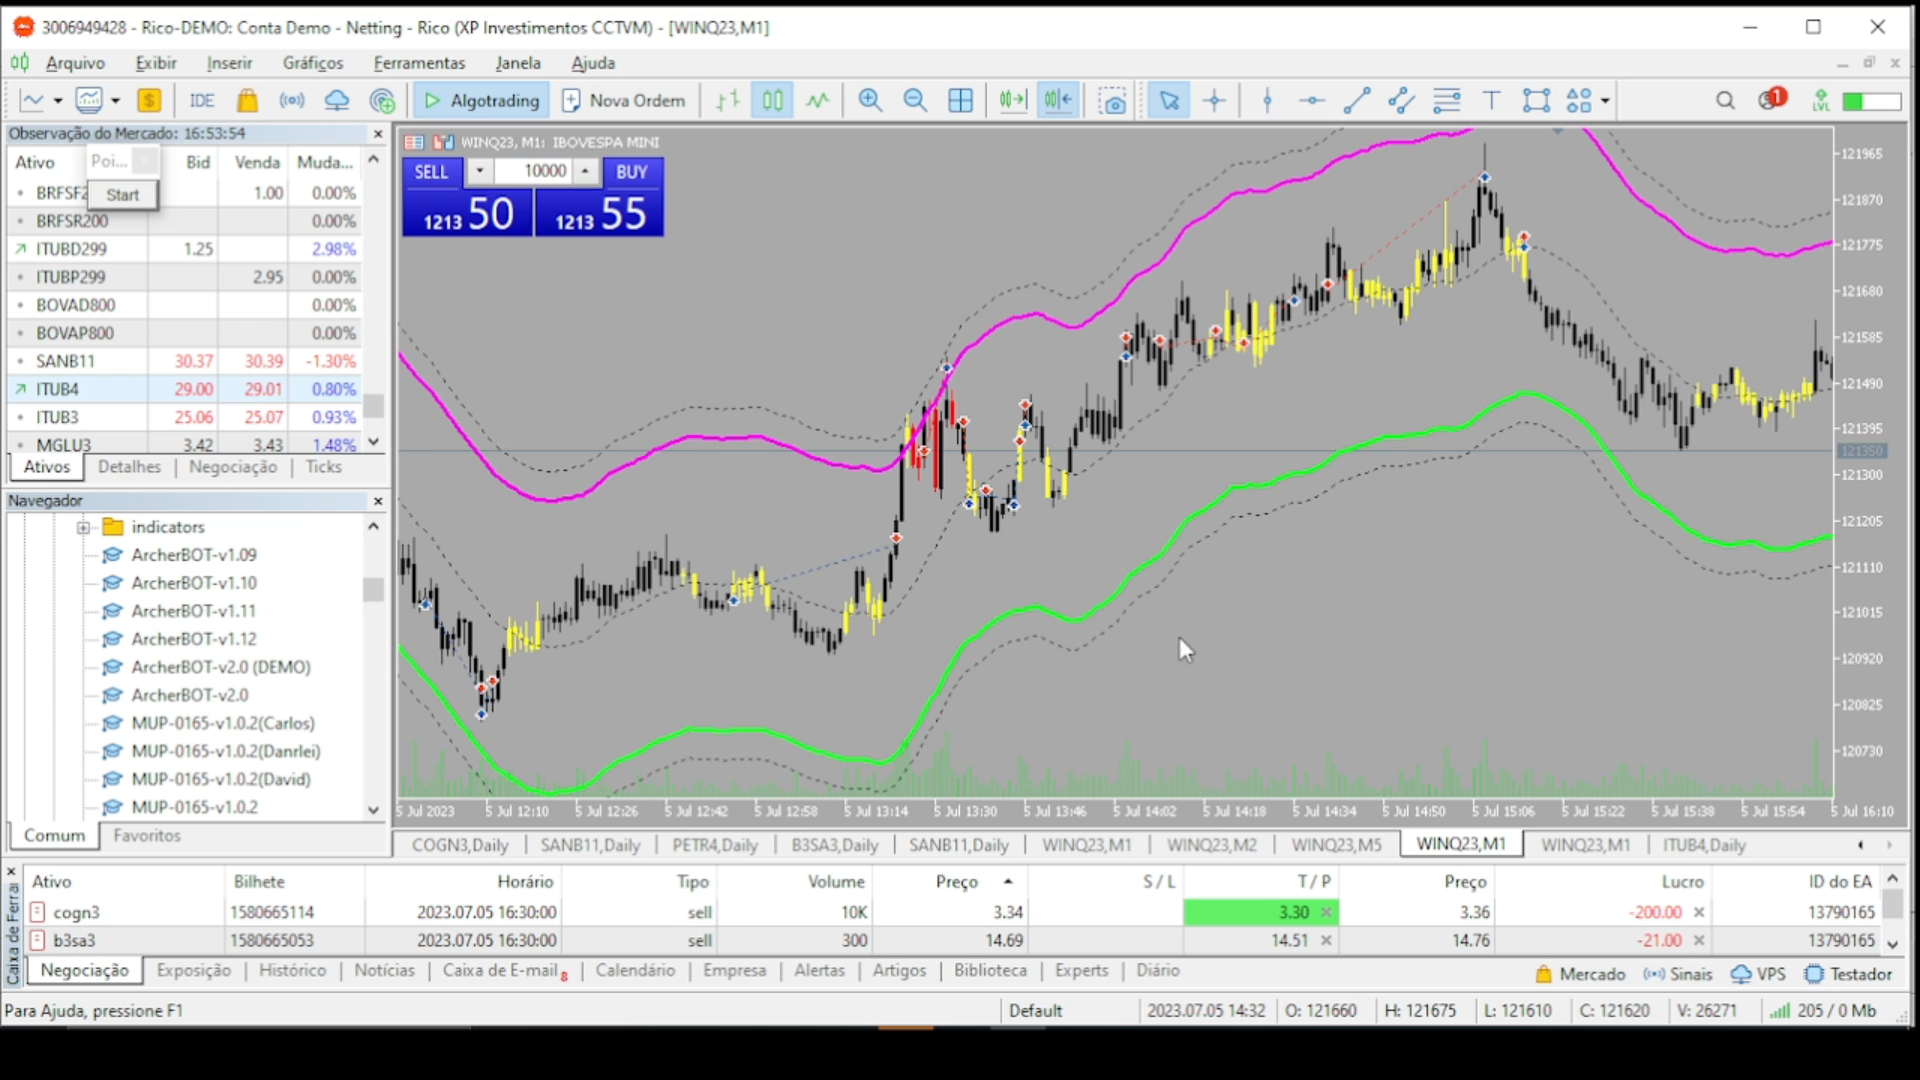 3006949428 - Rico-DEMO: Conta Demo - Netting - Rico (XP Investimentos CCTVM) - [WINQ23,M1]
Arquivo Exibir Inserir Gráficos Ferramentas Janela Ajuda
IDE Algotrading Nova Ordem T 1 LVL
Observação do Mercado: 16:53:54
Ativo Poi... Bid Venda Muda...
BRFSF2 1.00 0.00%
Start
BRFSR200 0.00%
ITUBD299 1.25 2.98%
ITUBP299 2.95 0.00%
BOVAD800 0.00%
BOVAP800 0.00%
SANB11 30.37 30.39 -1.30%
ITUB4 29.00 29.01 0.80%
ITUB3 25.06 25.07 0.93%
MGLU3 3.42 3.43 1.48%
Ativos Detalhes Negociação Ticks
Navegador
indicators
ArcherBOT-v1.09
ArcherBOT-v1.10
ArcherBOT-v1.11
ArcherBOT-v1.12
ArcherBOT-v2.0 (DEMO)
ArcherBOT-v2.0
MUP-0165-v1.0.2(Carlos)
MUP-0165-v1.0.2(Danrlei)
MUP-0165-v1.0.2(David)
MUP-0165-v1.0.2
Comum Favoritos
WINQ23, M1: IBOVESPA MINI
SELL 10000 BUY
1213 50 1213 55
121965
121870
121775
121680
121585
121490
121395
121350
121300
121205
121110
121015
120920
120825
120730
5 Jul 2023 5 Jul 12:10 5 Jul 12:26 5 Jul 12:42 5 Jul 12:58 5 Jul 13:14 5 Jul 13:30 5 Jul 13:46 5 Jul 14:02 5 Jul 14:18 5 Jul 14:34 5 Jul 14:50 5 Jul 15:06 5 Jul 15:22 5 Jul 15:38 5 Jul 15:54 5 Jul 16:10
COGN3,Daily SANB11,Daily PETR4,Daily B3SA3,Daily SANB11,Daily WINQ23,M1 WINQ23,M2 WINQ23,M5 WINQ23,M1 WINQ23,M1 ITUB4,Daily
Caixa de Ferrai
Ativo Bilhete Horário Tipo Volume Preço S / L T / P Preço Lucro ID do EA
cogn3 1580665114 2023.07.05 16:30:00 sell 10K 3.34 3.30 3.36 -200.00 13790165
b3sa3 1580665053 2023.07.05 16:30:00 sell 300 14.69 14.51 14.76 -21.00 13790165
Negociação Exposição Histórico Notícias Caixa de E-mail 8 Calendário Empresa Alertas Artigos Biblioteca Experts Diário Mercado Sinais VPS Testador
Para Ajuda, pressione F1 Default 2023.07.05 14:32 O: 121660 H: 121675 L: 121610 C: 121620 V: 26271 205 / 0 Mb